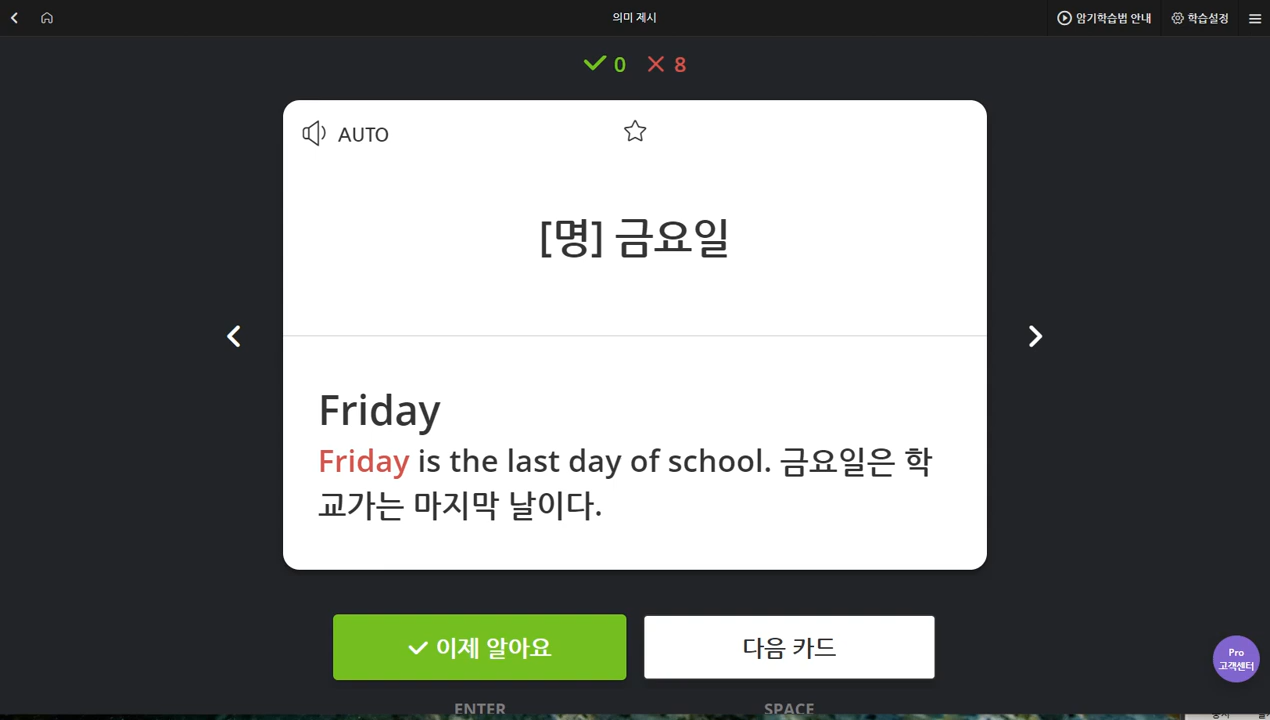 의미 제시
암기학습법 안내
학습설정
0
8
AUTO
[명] 금요일
Friday
Friday is the last day of school. 금요일은 학
교가는 마지막 날이다.
이제 알아요
다음 카드
Pro
고객센터
ENTER
SPACE